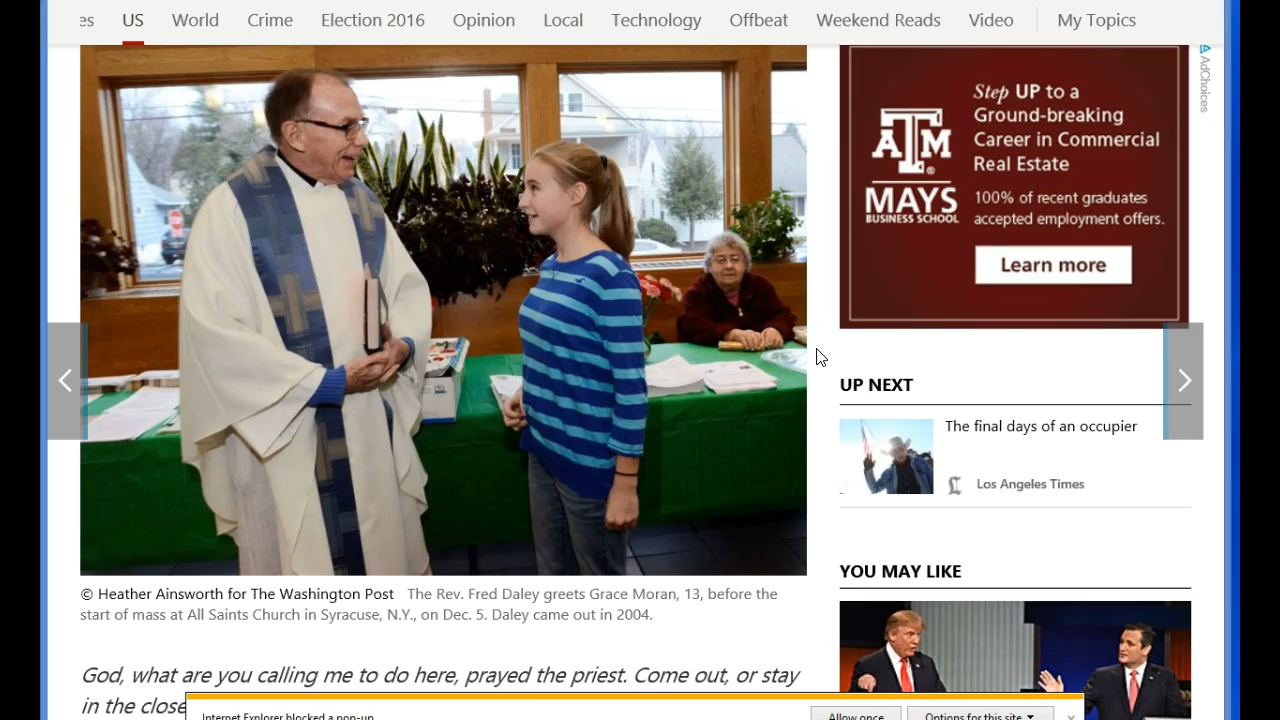 es US World Crime Election 2016 Opinion Local Technology Offbeat Weekend Reads Video My Topics
AdChoices
Step UP to a
Ground-breaking
Career in Commercial
Real Estate
ATM
MAYS
BUSINESS SCHOOL
100% of recent graduates
accepted employment offers.
Learn more
UP NEXT
The final days of an occupier
Los Angeles Times
YOU MAY LIKE
© Heather Ainsworth for The Washington Post The Rev. Fred Daley greets Grace Moran, 13, before the
start of mass at All Saints Church in Syracuse, N.Y., on Dec. 5. Daley came out in 2004.
God, what are you calling me to do here, prayed the priest. Come out, or stay
in the close
Internet Explorer blocked a pop-up
Allow once
Options for this site